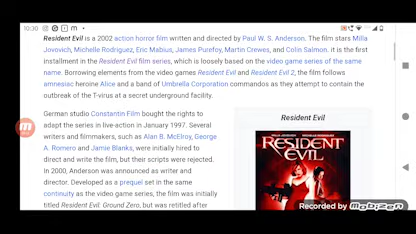 10:36
Resident Evil is a 2002 action horror film written and directed by Paul W. S. Anderson. The film stars Milla
Jovovich, Michelle Rodriguez, Eric Mabius, James Purefoy, Martin Crewes, and Colin Salmon. it is the first
installment in the Resident Evil film series, which is loosely based on the video game series of the same
name. Borrowing elements from the video games Resident Evil and Resident Evil 2, the film follows
amnesiac heroine Alice and a band of Umbrella Corporation commandos as they attempt to contain the
outbreak of the T-virus at a secret underground facility.
German studio Constantin Film bought the rights to
adapt the series in live-action in January 1997. Several
writers and filmmakers, such as Alan B. McElroy, George
A. Romero and Jamie Blanks, were initially hired to
direct and write the film, but their scripts were rejected.
In 2000, Anderson was announced as writer and
director. Developed as a prequel set in the same
continuity as the video game series, the film was initially
titled Resident Evil: Ground Zero, but was retitled after
Resident Evil
MILLA JOVOVICH MICHELLE RODRIGUEZ
RESIDENT
EVIL
Recorded by
MOBIZEN